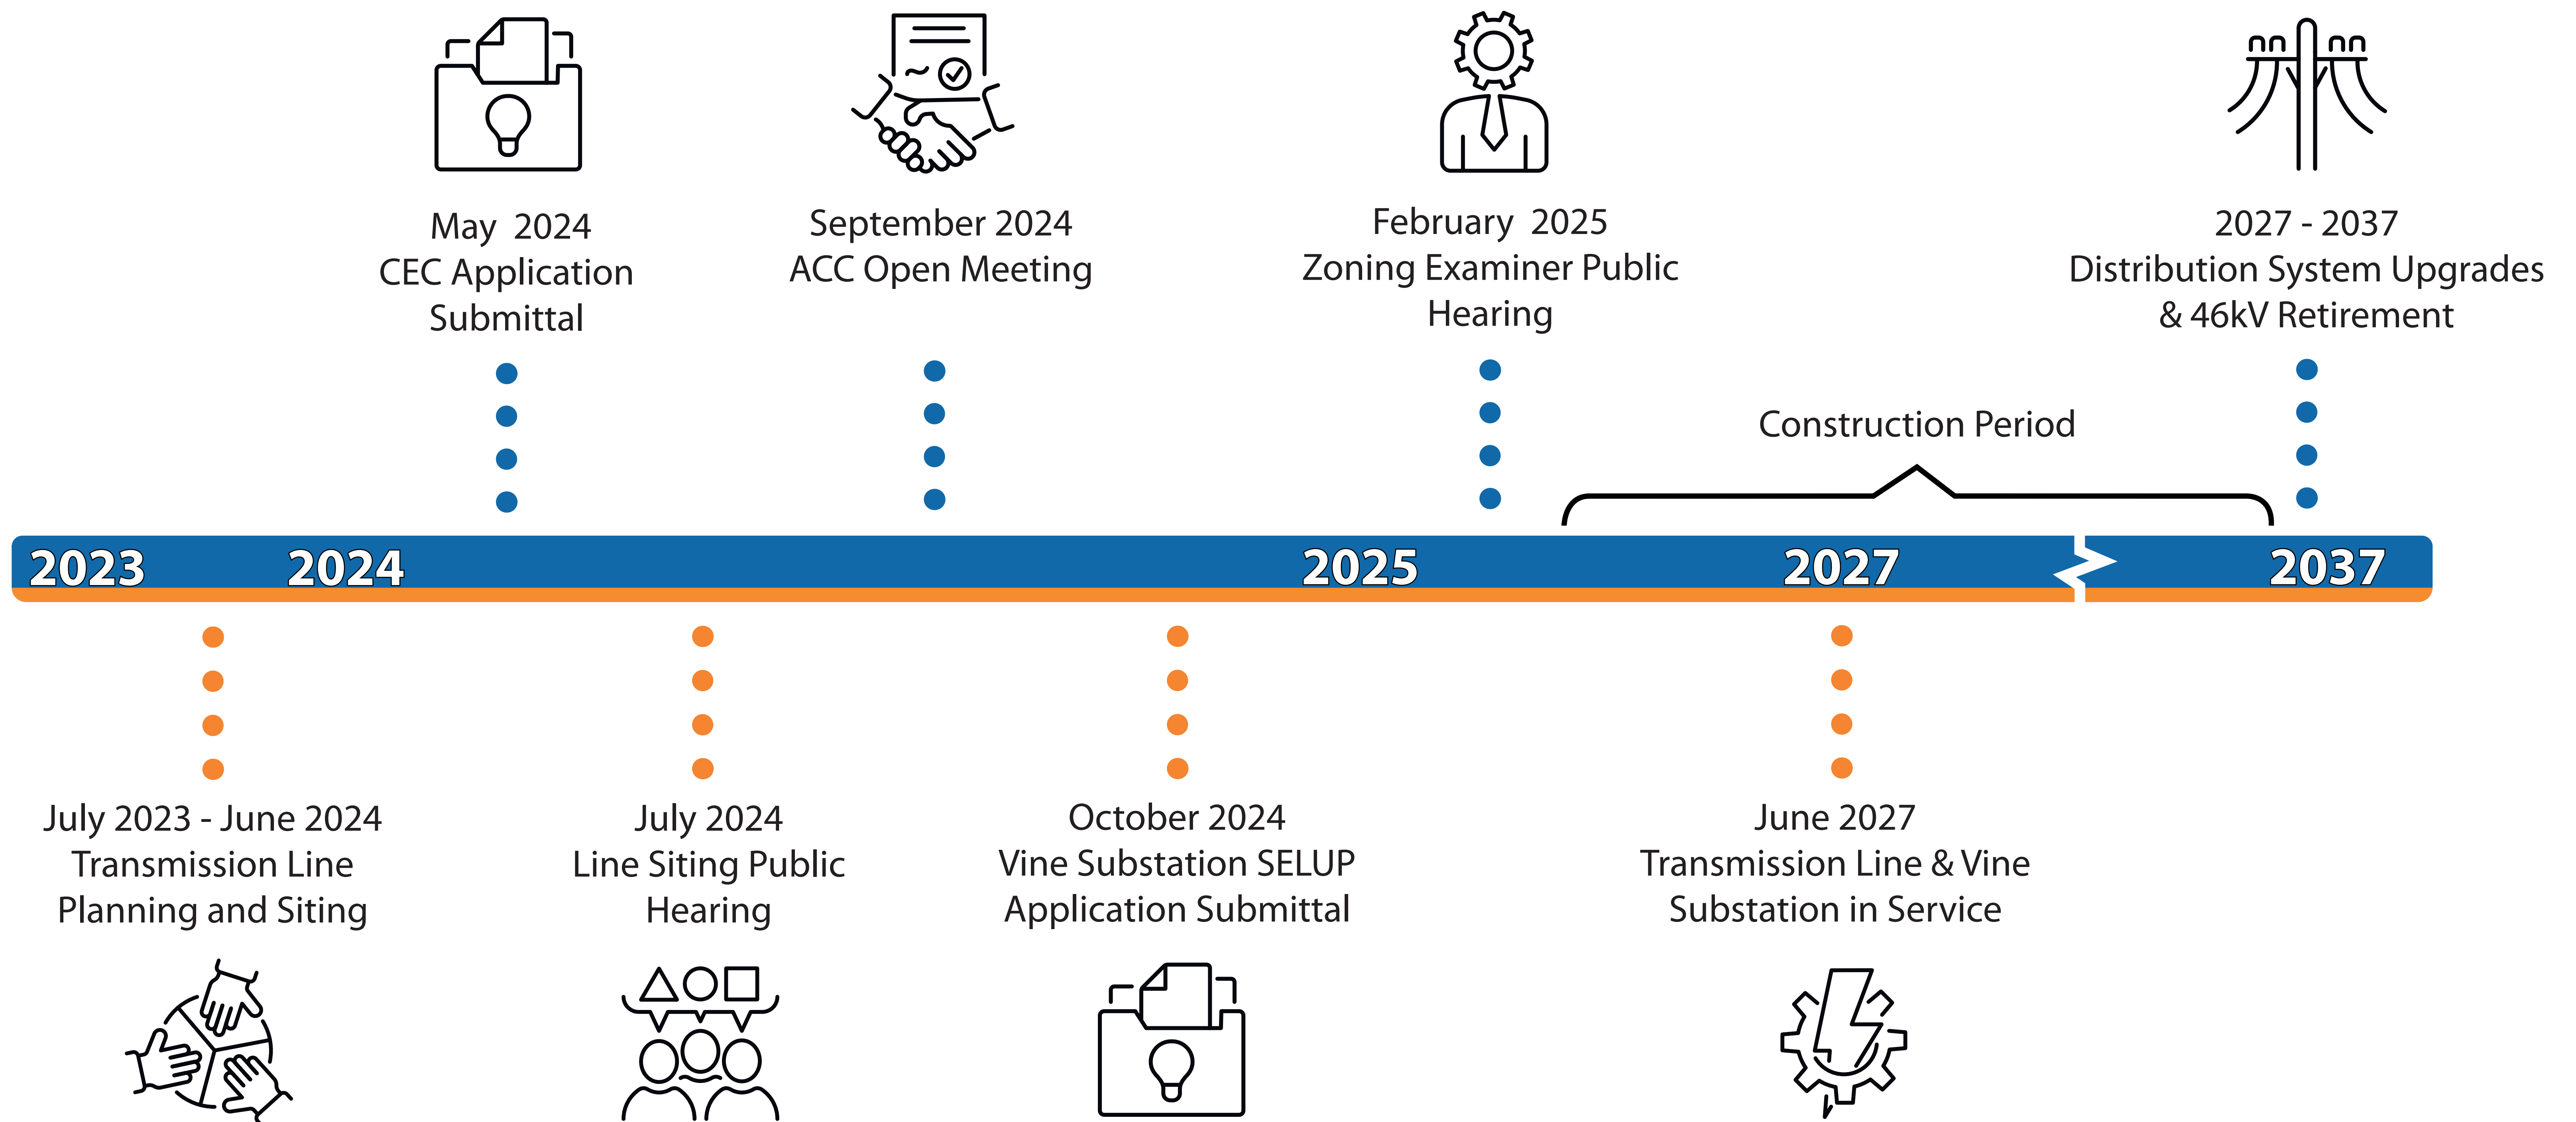 May  2024
CEC Application
Submittal
September 2024
ACC Open Meeting
February  2025
Zoning Examiner Public
Hearing
2027 - 2037
Distribution System Upgrades
& 46kV Retirement
Construction Period
2023
2024
2025
2027
2037
July 2023 - June 2024
Transmission Line
Planning and Siting
July 2024
Line Siting Public
Hearing
October 2024
Vine Substation SELUP
Application Submittal
June 2027
Transmission Line & Vine
Substation in Service